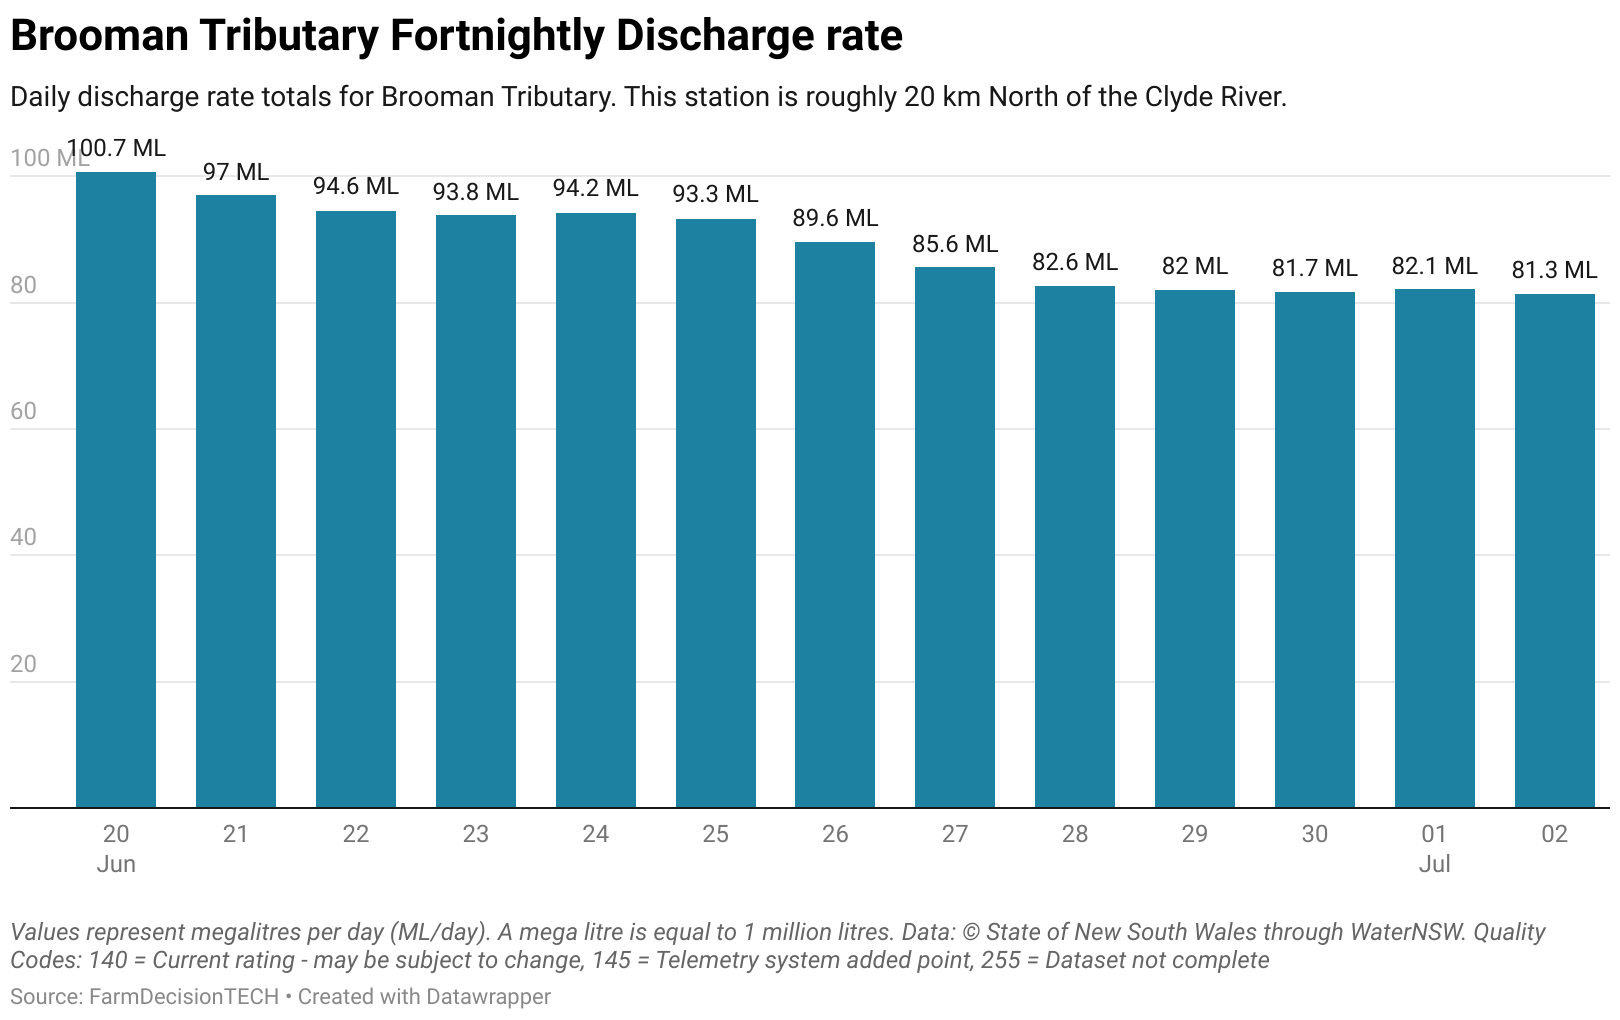 Brooman Tributary Fortnightly Discharge rate
Daily discharge rate totals for Brooman Tributary. This station is roughly 20 km North of the Clyde River.
100 ML
80
60
40
20
100.7 ML
97 ML
94.6 ML
93.8 ML
94.2 ML
93.3 ML
89.6 ML
85.6 ML
82.6 ML
82 ML
81.7 ML
82.1 ML
81.3 ML
20 21 22 23 24 25 26 27 28 29 30 01 02
Jun Jul
Values represent megalitres per day (ML/day). A mega litre is equal to 1 million litres. Data: © State of New South Wales through WaterNSW. Quality
Codes: 140 = Current rating - may be subject to change, 145 = Telemetry system added point, 255 = Dataset not complete
Source: FarmDecisionTECH • Created with Datawrapper